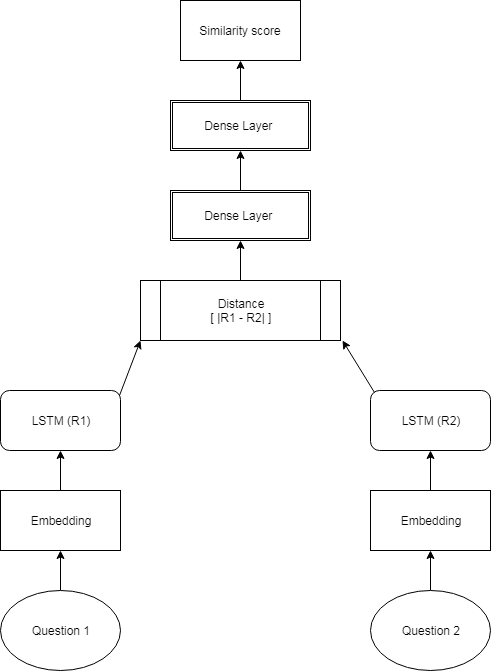 Similarity score
Dense Layer
Dense Layer
Distance
[ |R1 - R2| ]
LSTM (R1)
LSTM (R2)
Embedding
Embedding
Question 1
Question 2